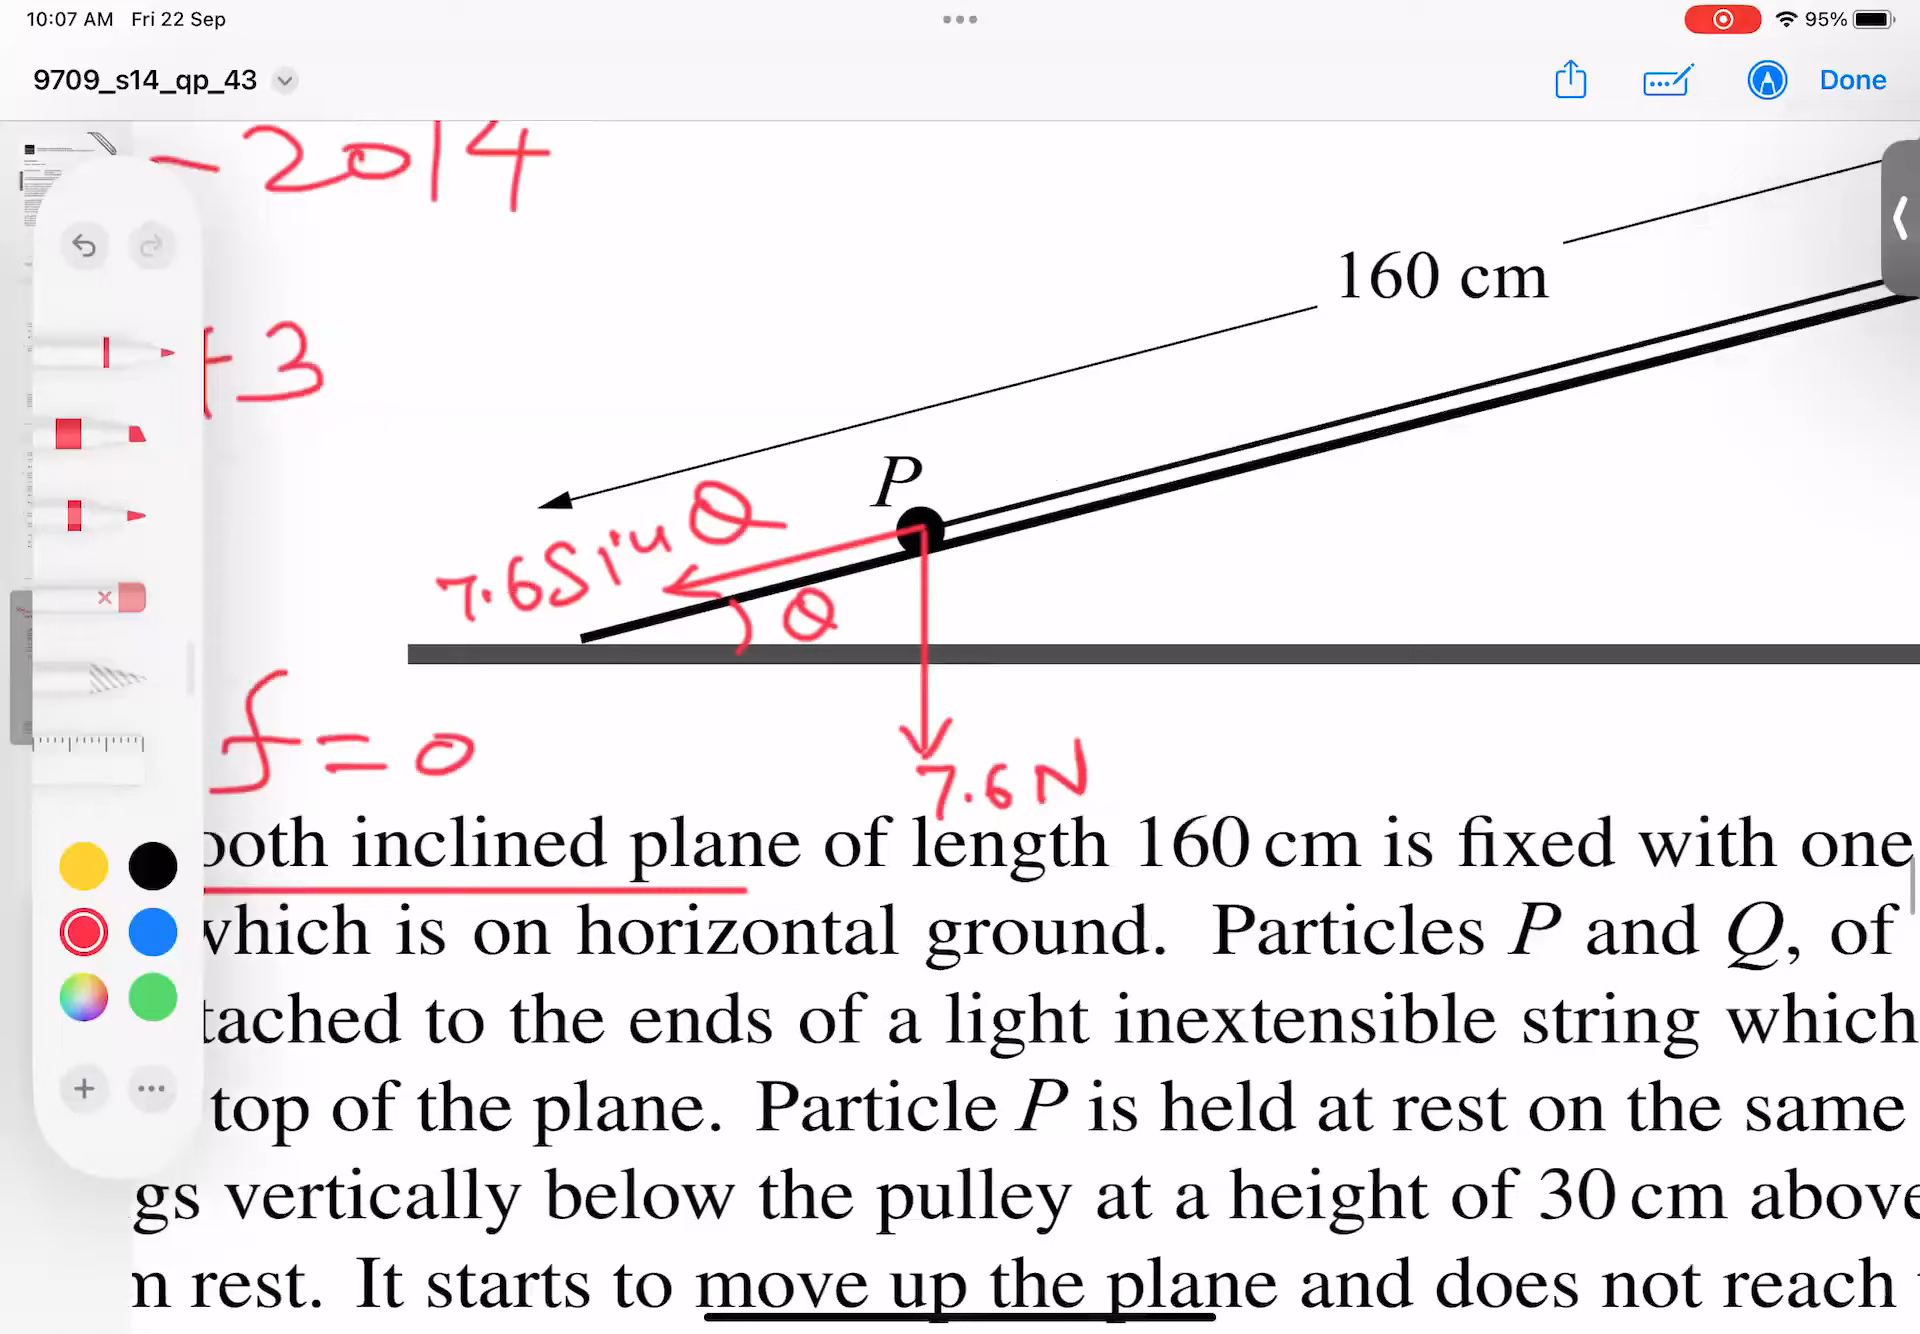 10:07 AM Fri 22 Sep
95%
9709_s14_qp_43
Done
- 2014
160 cm
3
P
7.6 Sin θ
θ
f = 0
7.6 N
ooth inclined plane of length 160 cm is fixed with one
which is on horizontal ground. Particles P and Q, of
tached to the ends of a light inextensible string which
top of the plane. Particle P is held at rest on the same
gs vertically below the pulley at a height of 30 cm above
rest. It starts to move up the plane and does not reach